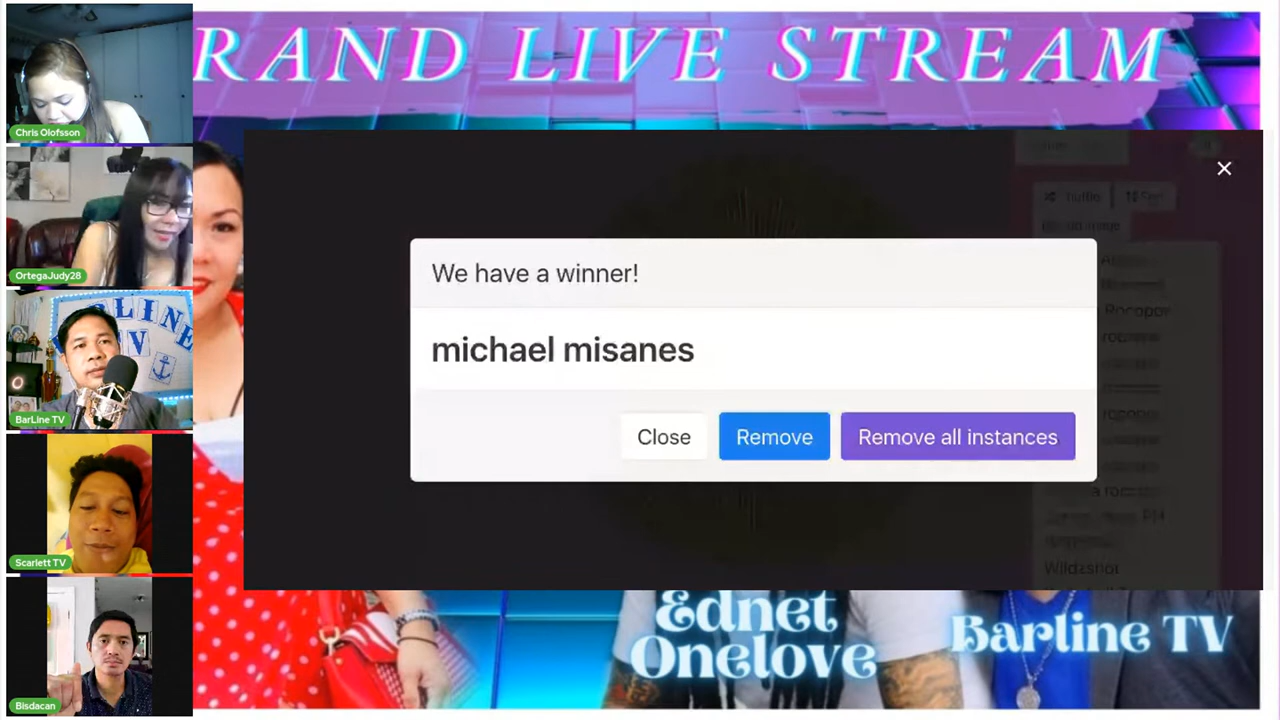 RAND LIVE STREAM
Chris Olofsson
OrtegaJudy28
BarLine TV
Scarlett TV
Bisdacan
We have a winner!
michael misanes
Close
Remove
Remove all instances
Wildzshot
Ednet
Onelove
Barline TV